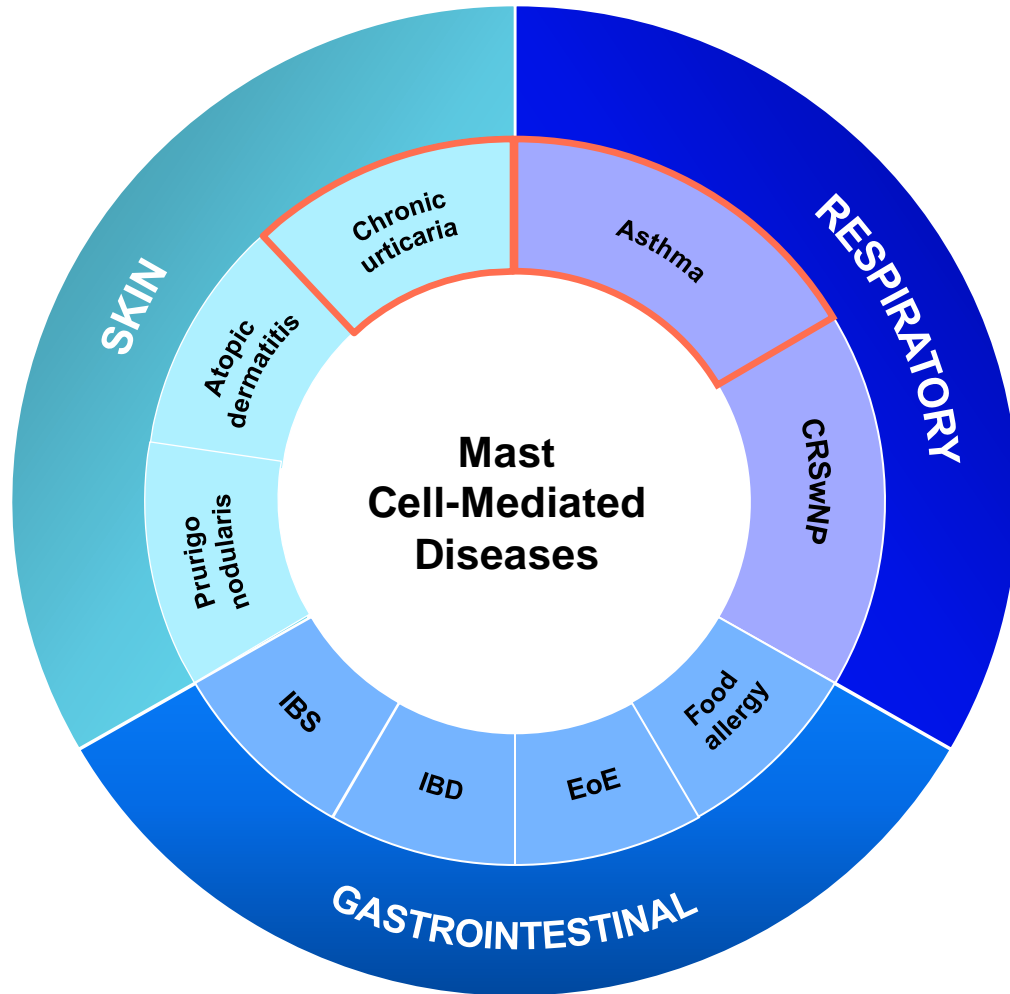 SKIN
RESPIRATORY
GASTROINTESTINAL
Chronic
urticaria
Asthma
Atopic
dermatitis
CRSwNP
Prurigo
nodularis
Food
allergy
IBS
IBD
EoE
Mast
Cell-Mediated
Diseases